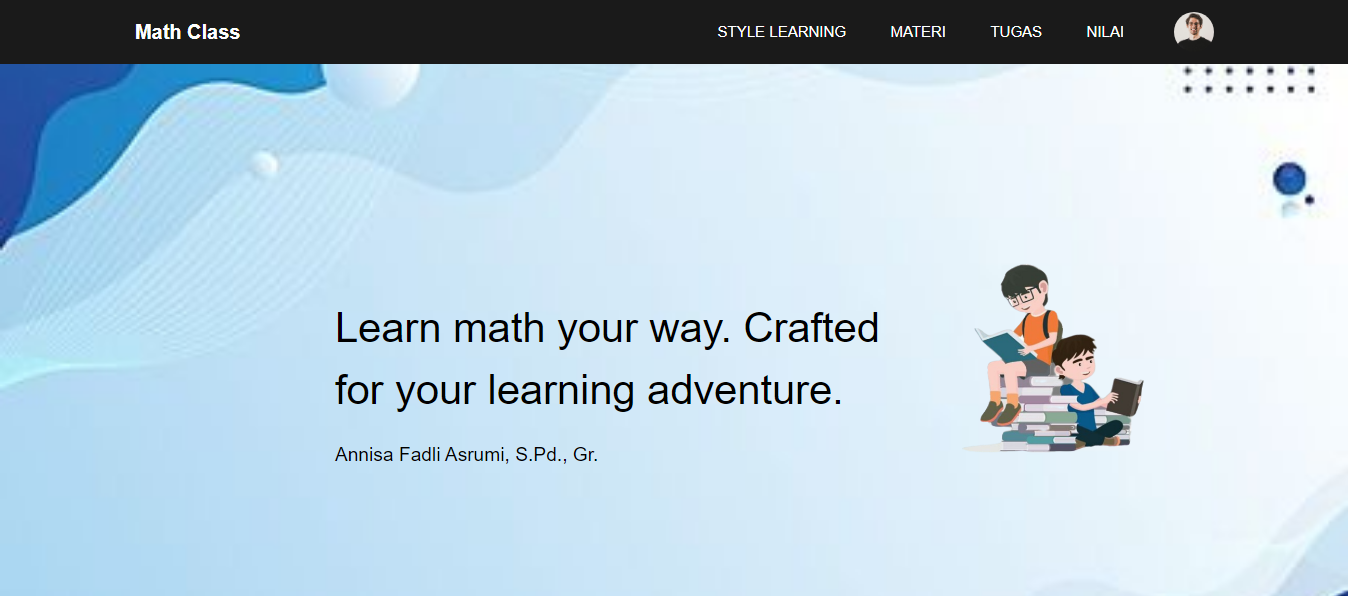 Math Class
STYLE LEARNING
MATERI
TUGAS
NILAI
Learn math your way. Crafted
for your learning adventure.
Annisa Fadli Asrumi, S.Pd., Gr.